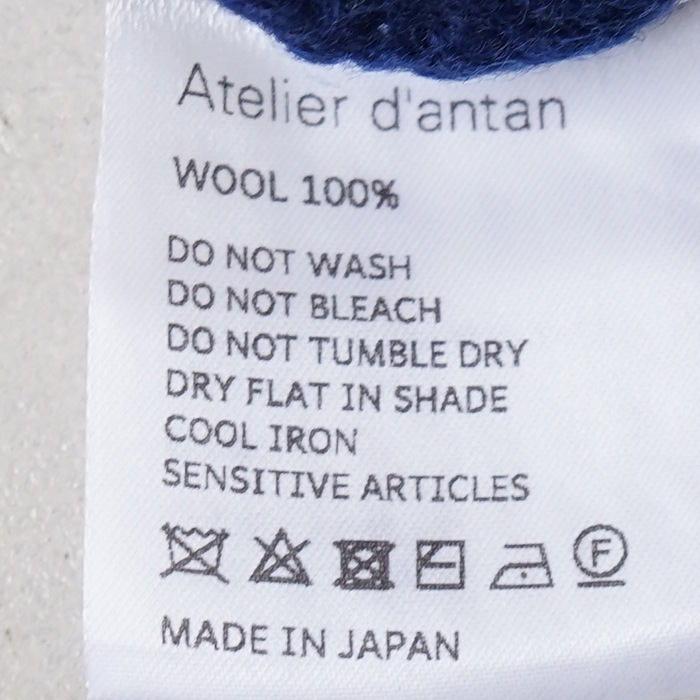 Atelier d'antan
WOOL 100%
DO NOT WASH
DO NOT BLEACH
DO NOT TUMBLE DRY
DRY FLAT IN SHADE
COOL IRON
SENSITIVE ARTICLES
F
MADE IN JAPAN